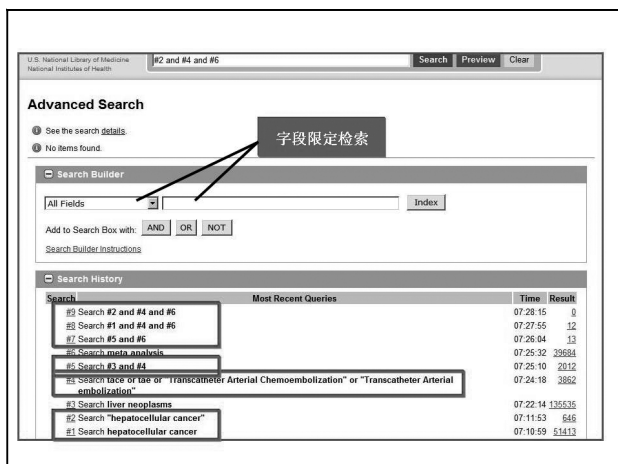 U.S. National Library of Medicine
National Institutes of Health
#2 and #4 and #6
Search Preview Clear
Advanced Search
See the search details.
No items found.
字段限定检索
Search Builder
All Fields
Index
Add to Search Box with: AND OR NOT
Search Builder Instructions
Search History
Search Most Recent Queries Time Result
#9 Search #2 and #4 and #6 07:28:15 0
#8 Search #1 and #4 and #6 07:27:55 12
#7 Search #5 and #6 07:26:04 13
#6 Search meta analysis 07:25:32 39684
#5 Search #3 and #4 07:25:10 2012
#4 Search tace or tae or "Transcatheter Arterial Chemoembolization" or "Transcatheter Arterial 07:24:18 3862
embolization"
#3 Search liver neoplasms 07:22:14 135535
#2 Search "hepatocellular cancer" 07:11:53 646
#1 Search hepatocellular cancer 07:10:59 51413